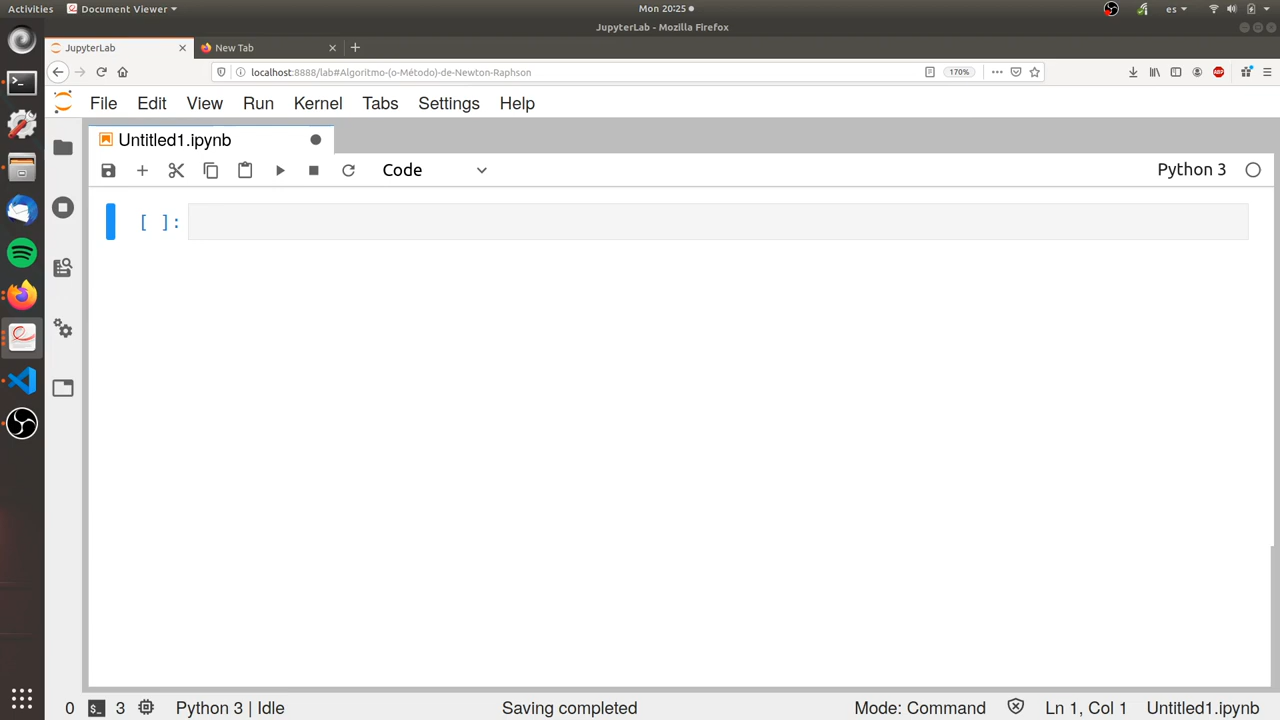 Activities Document Viewer Mon 20:25 es
JupyterLab - Mozilla Firefox
JupyterLab New Tab
localhost:8888/lab#Algoritmo-(o-Método)-de-Newton-Raphson 170% ABP
File Edit View Run Kernel Tabs Settings Help
Untitled1.ipynb
Code Python 3
[ ]:
0 $_ 3 Python 3 | Idle Saving completed Mode: Command Ln 1, Col 1 Untitled1.ipynb